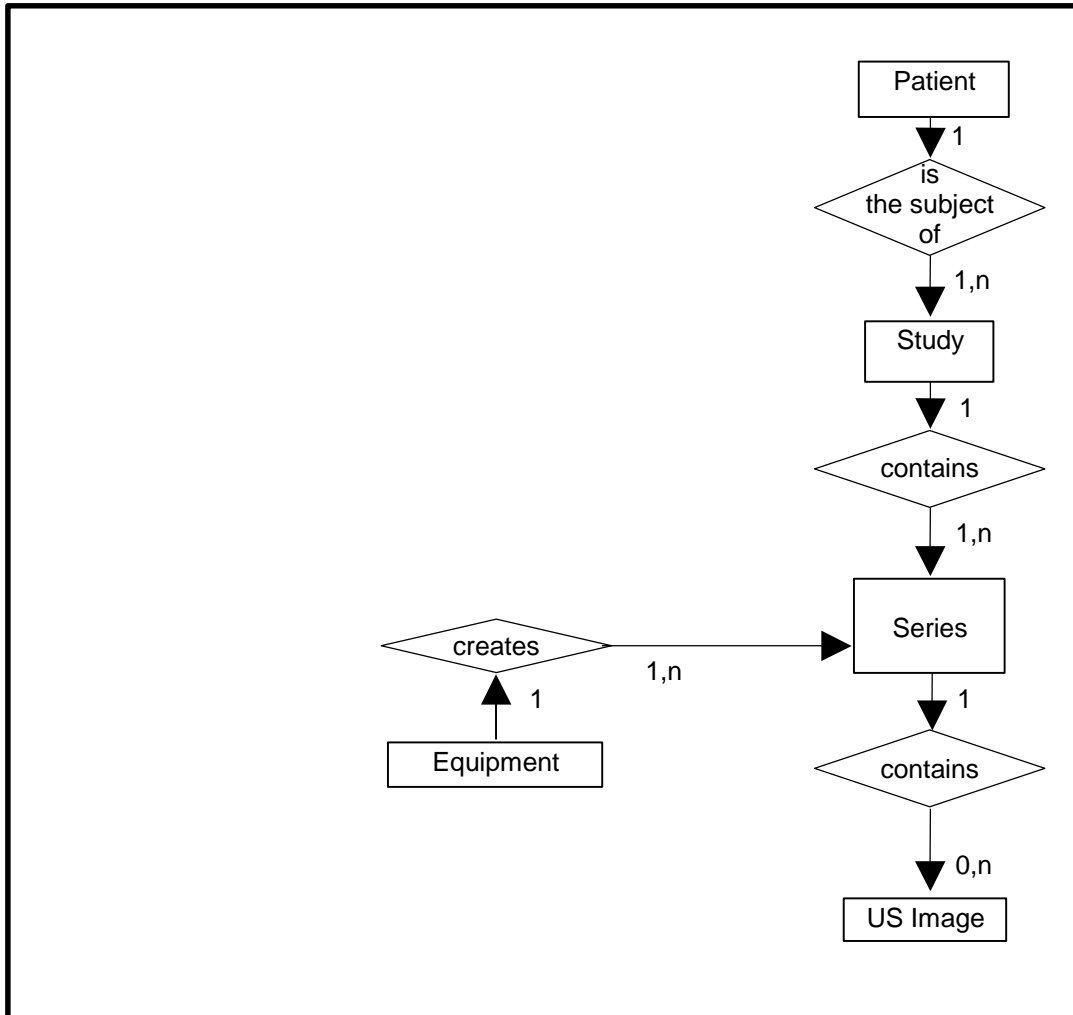 Patient
1
is
the subject
of
1,n
Study
1
contains
1,n
Series
creates
1,n
1
1
Equipment
contains
0,n
US Image